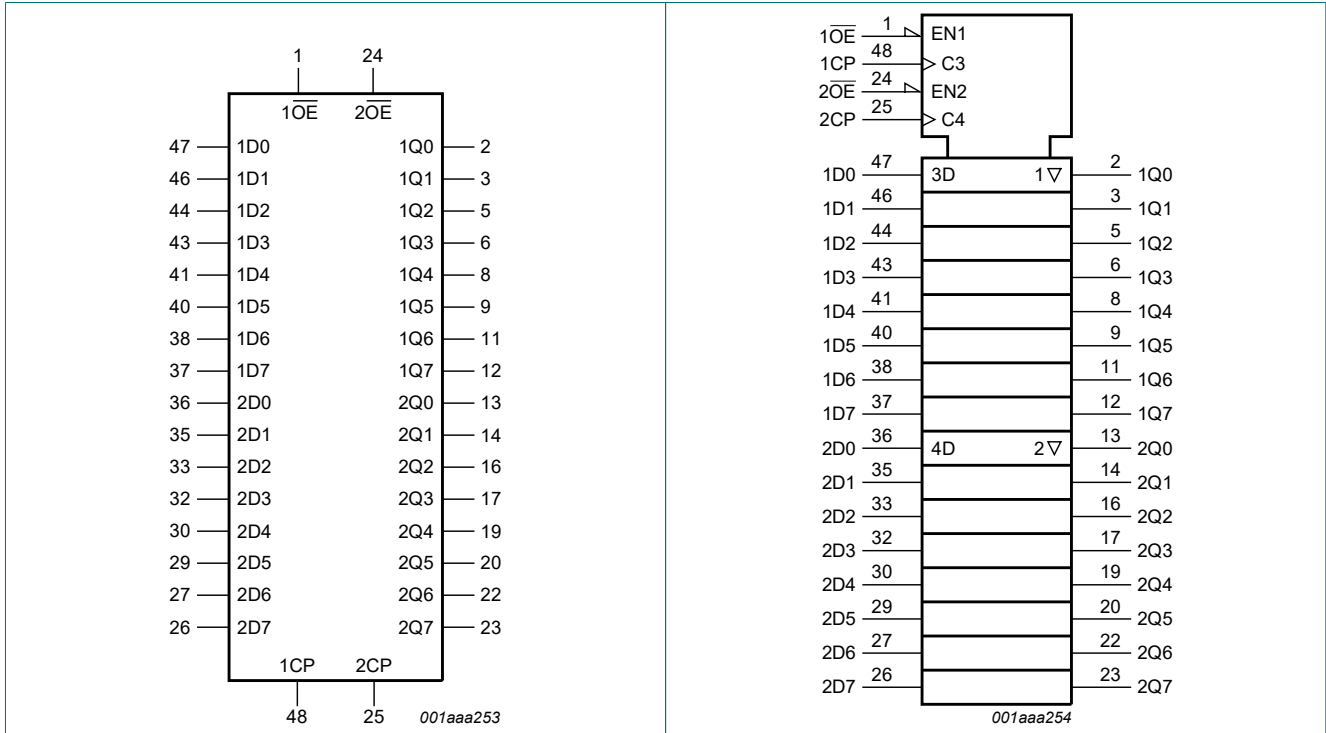 1 24
1O̅E̅ 2O̅E̅
47 1D0 1Q0 2
46 1D1 1Q1 3
44 1D2 1Q2 5
43 1D3 1Q3 6
41 1D4 1Q4 8
40 1D5 1Q5 9
38 1D6 1Q6 11
37 1D7 1Q7 12
36 2D0 2Q0 13
35 2D1 2Q1 14
33 2D2 2Q2 16
32 2D3 2Q3 17
30 2D4 2Q4 19
29 2D5 2Q5 20
27 2D6 2Q6 22
26 2D7 2Q7 23
1CP 2CP
48 25 001aaa253
1O̅E̅ 1 EN1
1CP 48 C3
2O̅E̅ 24 EN2
2CP 25 C4
1D0 47 3D 1▽ 2 1Q0
1D1 46 3 1Q1
1D2 44 5 1Q2
1D3 43 6 1Q3
1D4 41 8 1Q4
1D5 40 9 1Q5
1D6 38 11 1Q6
1D7 37 12 1Q7
2D0 36 4D 2▽ 13 2Q0
2D1 35 14 2Q1
2D2 33 16 2Q2
2D3 32 17 2Q3
2D4 30 19 2Q4
2D5 29 20 2Q5
2D6 27 22 2Q6
2D7 26 23 2Q7
001aaa254